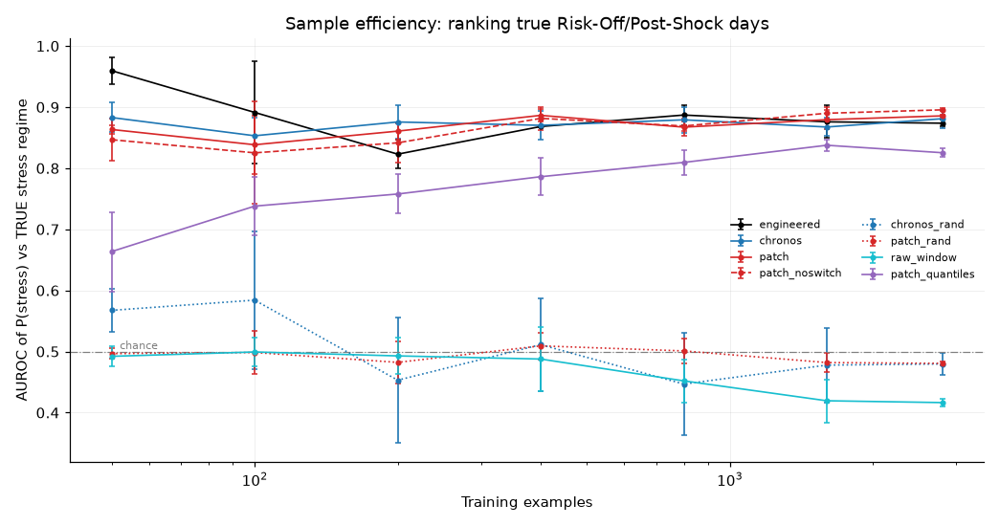 Sample efficiency: ranking true Risk-Off/Post-Shock days
AUROC of P(stress) vs TRUE stress regime
1.0
0.9
0.8
0.7
0.6
0.5
0.4
chance
engineered
chronos
patch
patch_noswitch
chronos_rand
patch_rand
raw_window
patch_quantiles
10²
10³
Training examples